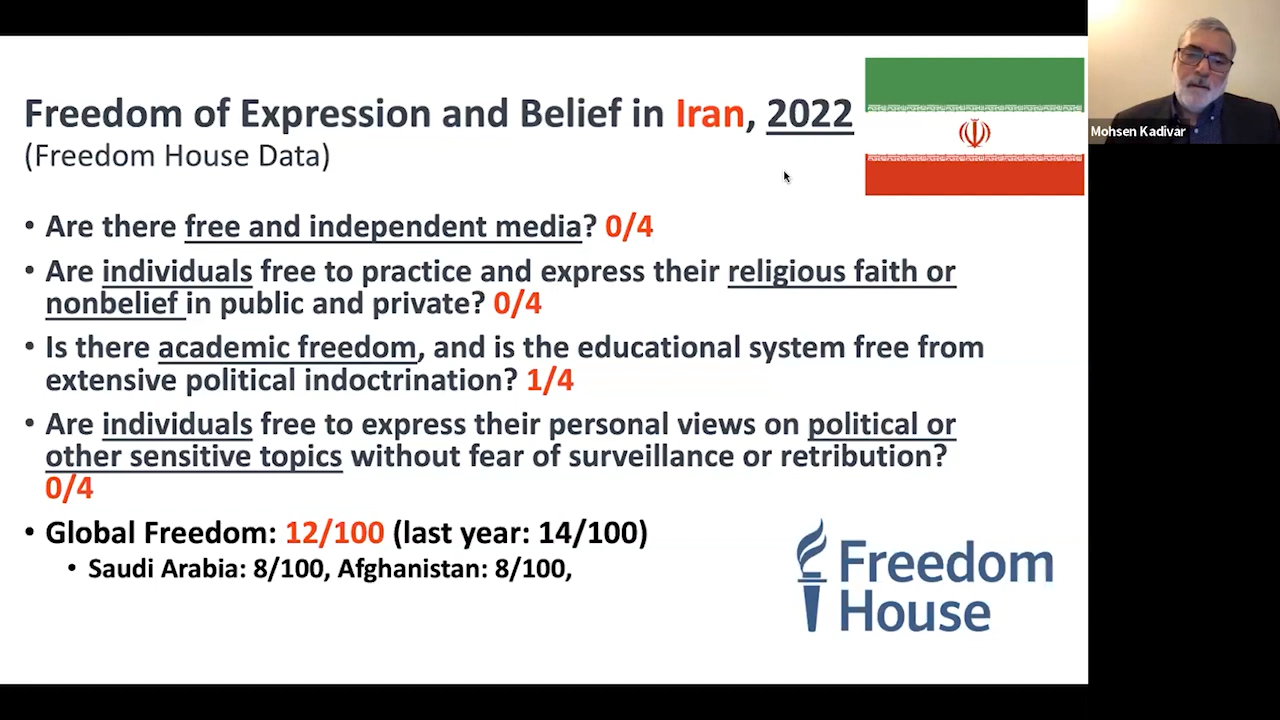 Freedom of Expression and Belief in Iran, 2022
(Freedom House Data)
• Are there free and independent media? 0/4
• Are individuals free to practice and express their religious faith or
nonbelief in public and private? 0/4
• Is there academic freedom, and is the educational system free from
extensive political indoctrination? 1/4
• Are individuals free to express their personal views on political or
other sensitive topics without fear of surveillance or retribution?
0/4
• Global Freedom: 12/100 (last year: 14/100)
• Saudi Arabia: 8/100, Afghanistan: 8/100,
Freedom
House
Mohsen Kadivar